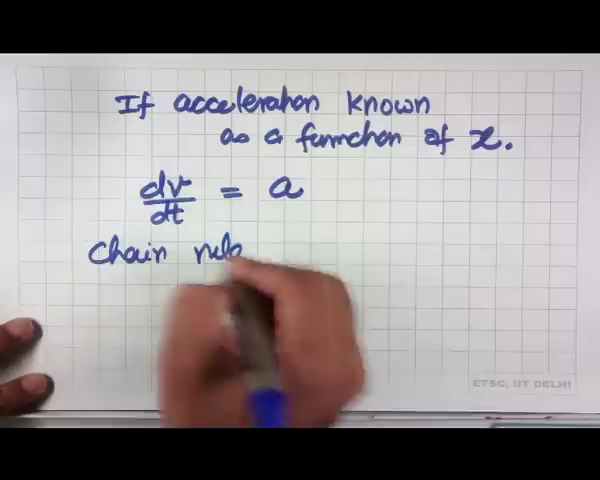 If acceleration known
as a function of x.
dv/dt = a
Chain rule
ETSC, IIT DELHI